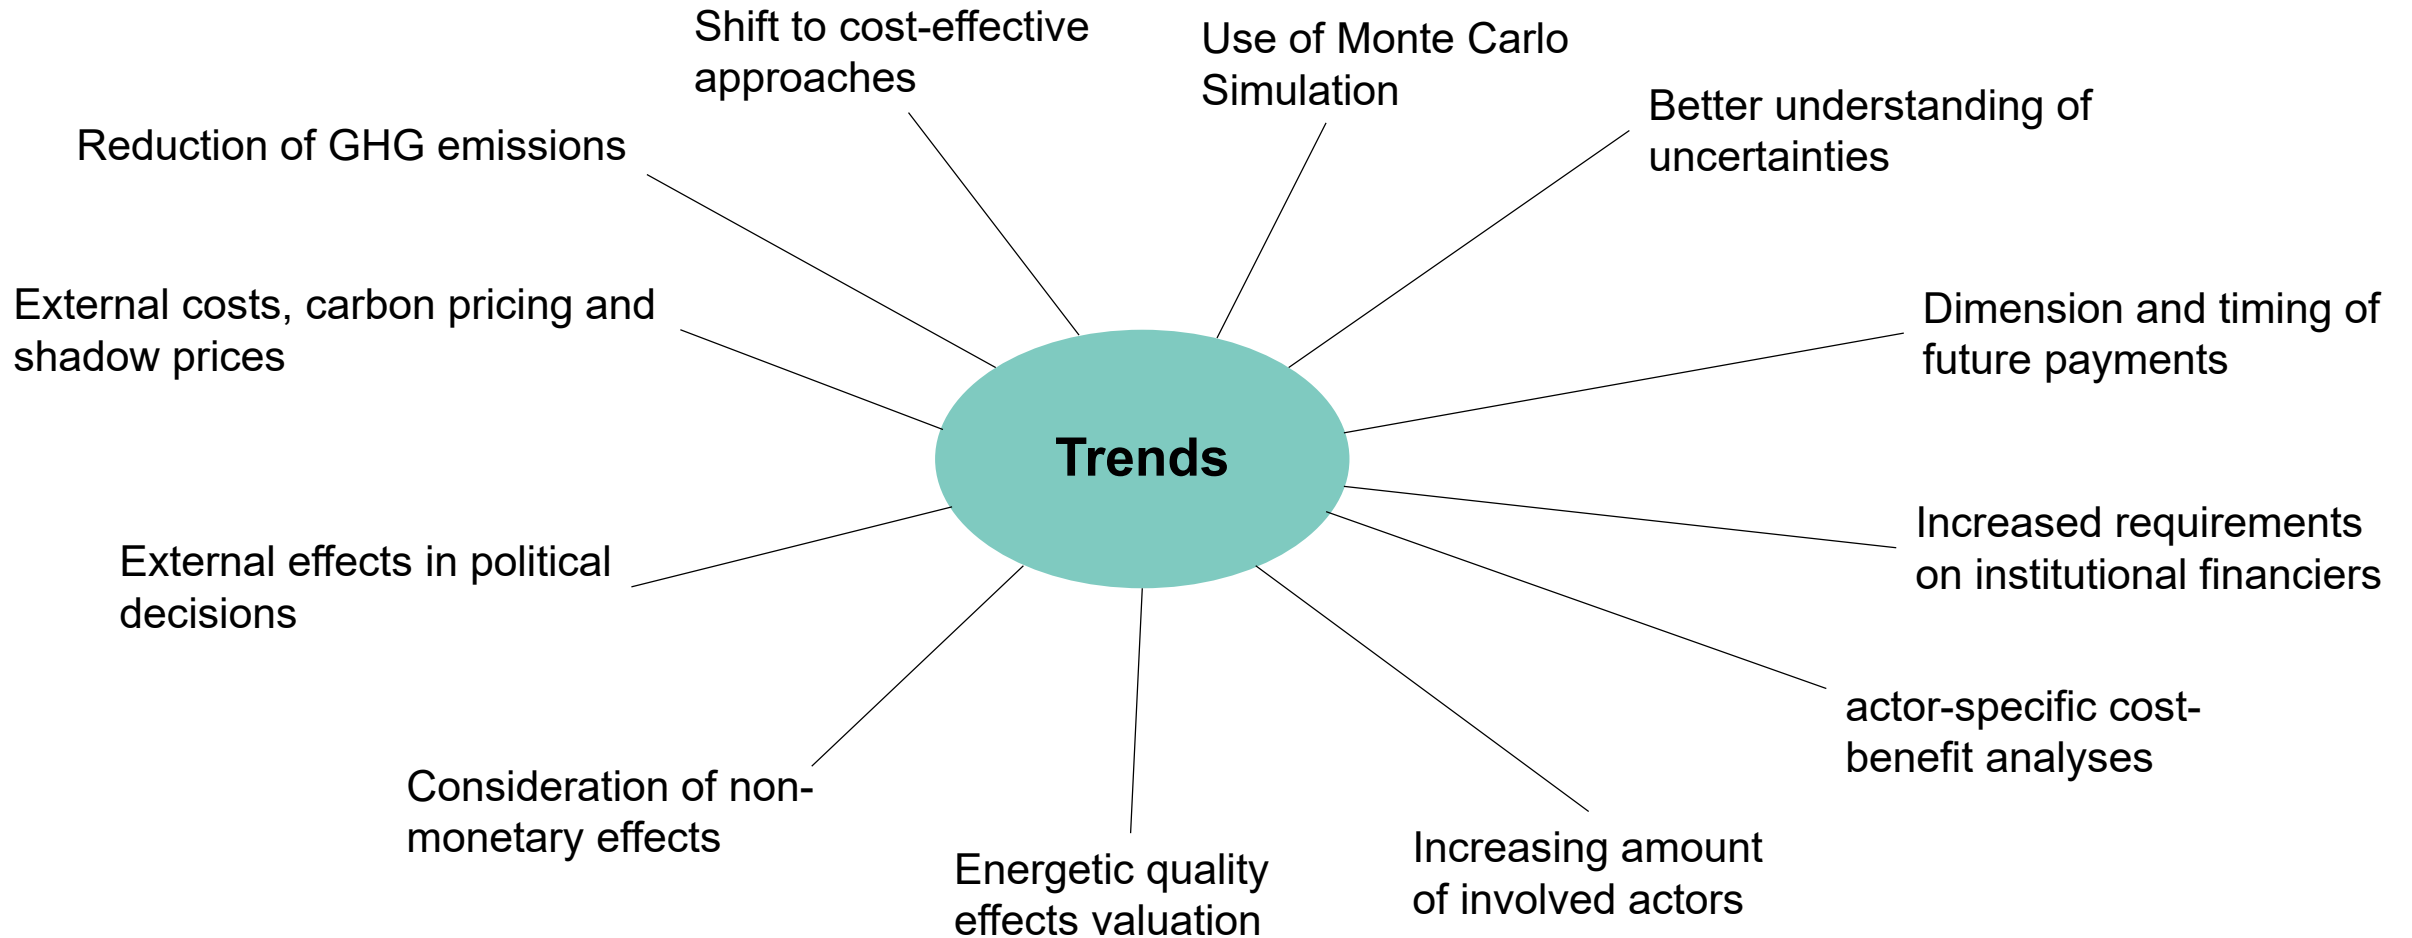 Shift to cost-effective
approaches
Use of Monte Carlo
Simulation
Better understanding of
uncertainties
Reduction of GHG emissions
External costs, carbon pricing and
shadow prices
Dimension and timing of
future payments
Trends
Increased requirements
on institutional financiers
External effects in political
decisions
actor-specific cost-
benefit analyses
Consideration of non-
monetary effects
Increasing amount
of involved actors
Energetic quality
effects valuation